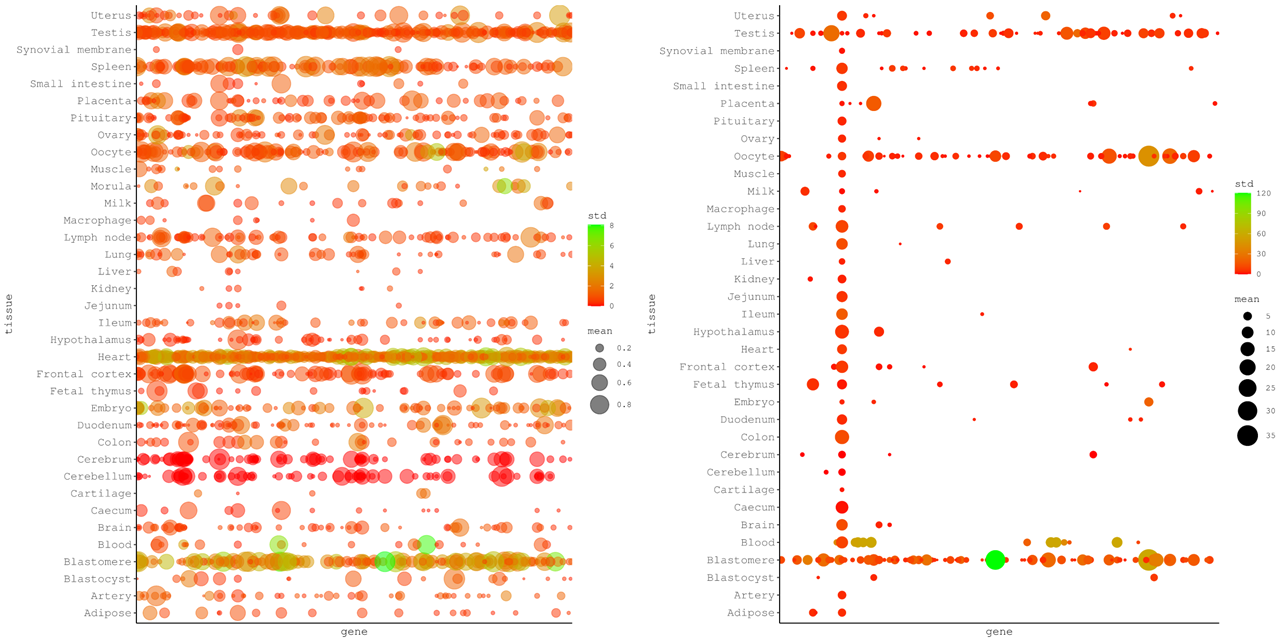 tissue
Uterus
Testis
Synovial membrane
Spleen
Small intestine
Placenta
Pituitary
Ovary
Oocyte
Muscle
Morula
Milk
Macrophage
Lymph node
Lung
Liver
Kidney
Jejunum
Ileum
Hypothalamus
Heart
Frontal cortex
Fetal thymus
Embryo
Duodenum
Colon
Cerebrum
Cerebellum
Cartilage
Caecum
Brain
Blood
Blastomere
Blastocyst
Artery
Adipose
gene
std
8
6
4
2
0
mean
0.2
0.4
0.6
0.8
tissue
Uterus
Testis
Synovial membrane
Spleen
Small intestine
Placenta
Pituitary
Ovary
Oocyte
Muscle
Milk
Macrophage
Lymph node
Lung
Liver
Kidney
Jejunum
Ileum
Hypothalamus
Heart
Frontal cortex
Fetal thymus
Embryo
Duodenum
Colon
Cerebrum
Cerebellum
Cartilage
Caecum
Brain
Blood
Blastomere
Blastocyst
Artery
Adipose
gene
std
120
90
60
30
0
mean
5
10
15
20
25
30
35